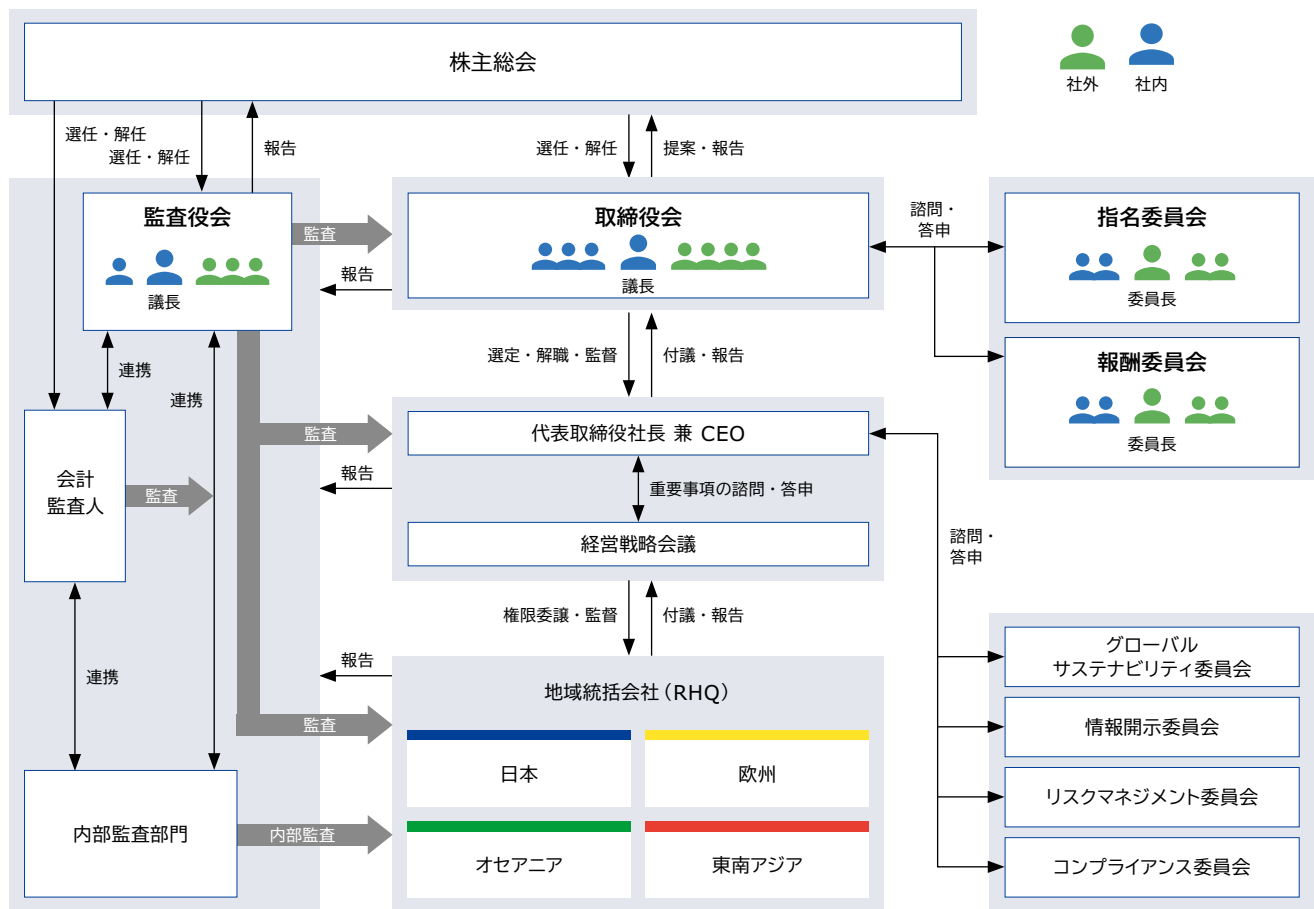 株主総会
社外
社内
選任・解任
選任・解任
報告
選任・解任
提案・報告
監査役会
議長
監査
報告
取締役会
議長
諮問・
答申
指名委員会
委員長
報酬委員会
委員長
連携
連携
選定・解職・監督
付議・報告
会計
監査人
監査
監査
報告
代表取締役社長 兼 CEO
重要事項の諮問・答申
経営戦略会議
諮問・
答申
権限委譲・監督
付議・報告
連携
報告
監査
地域統括会社（RHQ）
日本
欧州
オセアニア
東南アジア
内部監査部門
内部監査
グローバル
サステナビリティ委員会
情報開示委員会
リスクマネジメント委員会
コンプライアンス委員会